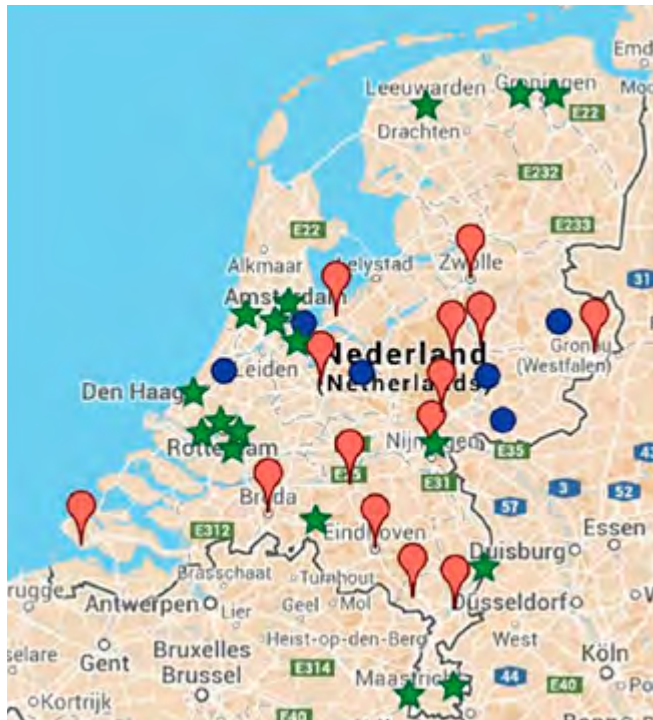 Emd
Leeuwarden
Groningen
Drachten
E22
E232
E22
E233
Alkmaar
Lelystad
Zwolle
31
Amsterdam
Nederland
(Netherlands)
Gronau
(Westfalen)
Leiden
Den Haag
Rotterdam
Nijmegen
E35
E31
Breda
57
3
52
E312
Eindhoven
Essen
Duisburg
Brasschaat
Turnhout
rugge
Antwerpen
Lier
Geel
Mol
Düsseldorf
Gent
Bruxelles
Brussel
Heist-op-den-Berg
West
selare
E314
Maastricht
44
Köln
Kortrijk
E40
E40